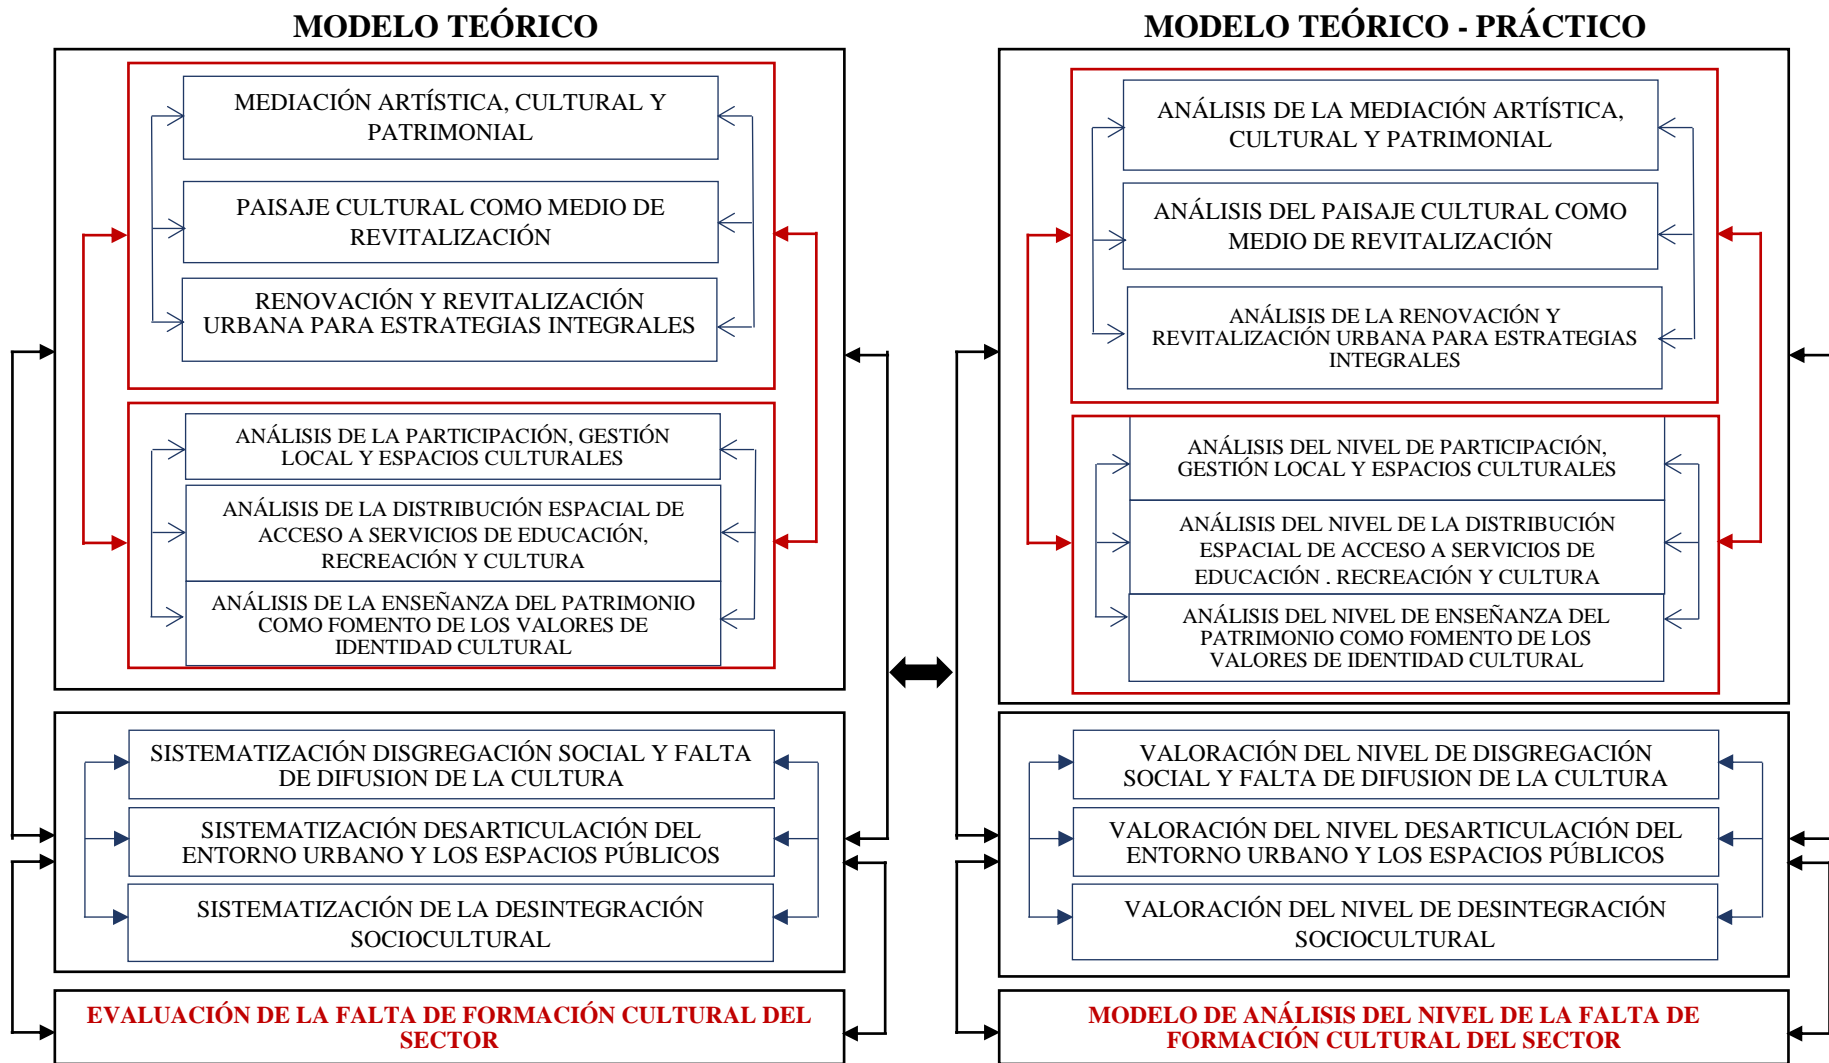 MODELO TEÓRICO
MEDIACIÓN ARTÍSTICA, CULTURAL Y
PATRIMONIAL
PAISAJE CULTURAL COMO MEDIO DE
REVITALIZACIÓN
RENOVACIÓN Y REVITALIZACIÓN
URBANA PARA ESTRATEGIAS INTEGRALES
ANÁLISIS DE LA PARTICIPACIÓN, GESTIÓN
LOCAL Y ESPACIOS CULTURALES
ANÁLISIS DE LA DISTRIBUCIÓN ESPACIAL DE
ACCESO A SERVICIOS DE EDUCACIÓN,
RECREACIÓN Y CULTURA
ANÁLISIS DE LA ENSEÑANZA DEL PATRIMONIO
COMO FOMENTO DE LOS VALORES DE
IDENTIDAD CULTURAL
SISTEMATIZACIÓN DISGREGACIÓN SOCIAL Y FALTA
DE DIFUSION DE LA CULTURA
SISTEMATIZACIÓN DESARTICULACIÓN DEL
ENTORNO URBANO Y LOS ESPACIOS PÚBLICOS
SISTEMATIZACIÓN DE LA DESINTEGRACIÓN
SOCIOCULTURAL
EVALUACIÓN DE LA FALTA DE FORMACIÓN CULTURAL DEL
SECTOR
MODELO TEÓRICO - PRÁCTICO
ANÁLISIS DE LA MEDIACIÓN ARTÍSTICA,
CULTURAL Y PATRIMONIAL
ANÁLISIS DEL PAISAJE CULTURAL COMO
MEDIO DE REVITALIZACIÓN
ANÁLISIS DE LA RENOVACIÓN Y
REVITALIZACIÓN URBANA PARA ESTRATEGIAS
INTEGRALES
ANÁLISIS DEL NIVEL DE PARTICIPACIÓN,
GESTIÓN LOCAL Y ESPACIOS CULTURALES
ANÁLISIS DEL NIVEL DE LA DISTRIBUCIÓN
ESPACIAL DE ACCESO A SERVICIOS DE
EDUCACIÓN . RECREACIÓN Y CULTURA
ANÁLISIS DEL NIVEL DE ENSEÑANZA DEL
PATRIMONIO COMO FOMENTO DE LOS
VALORES DE IDENTIDAD CULTURAL
VALORACIÓN DEL NIVEL DE DISGREGACIÓN
SOCIAL Y FALTA DE DIFUSION DE LA CULTURA
VALORACIÓN DEL NIVEL DESARTICULACIÓN DEL
ENTORNO URBANO Y LOS ESPACIOS PÚBLICOS
VALORACIÓN DEL NIVEL DE DESINTEGRACIÓN
SOCIOCULTURAL
MODELO DE ANÁLISIS DEL NIVEL DE LA FALTA DE
FORMACIÓN CULTURAL DEL SECTOR